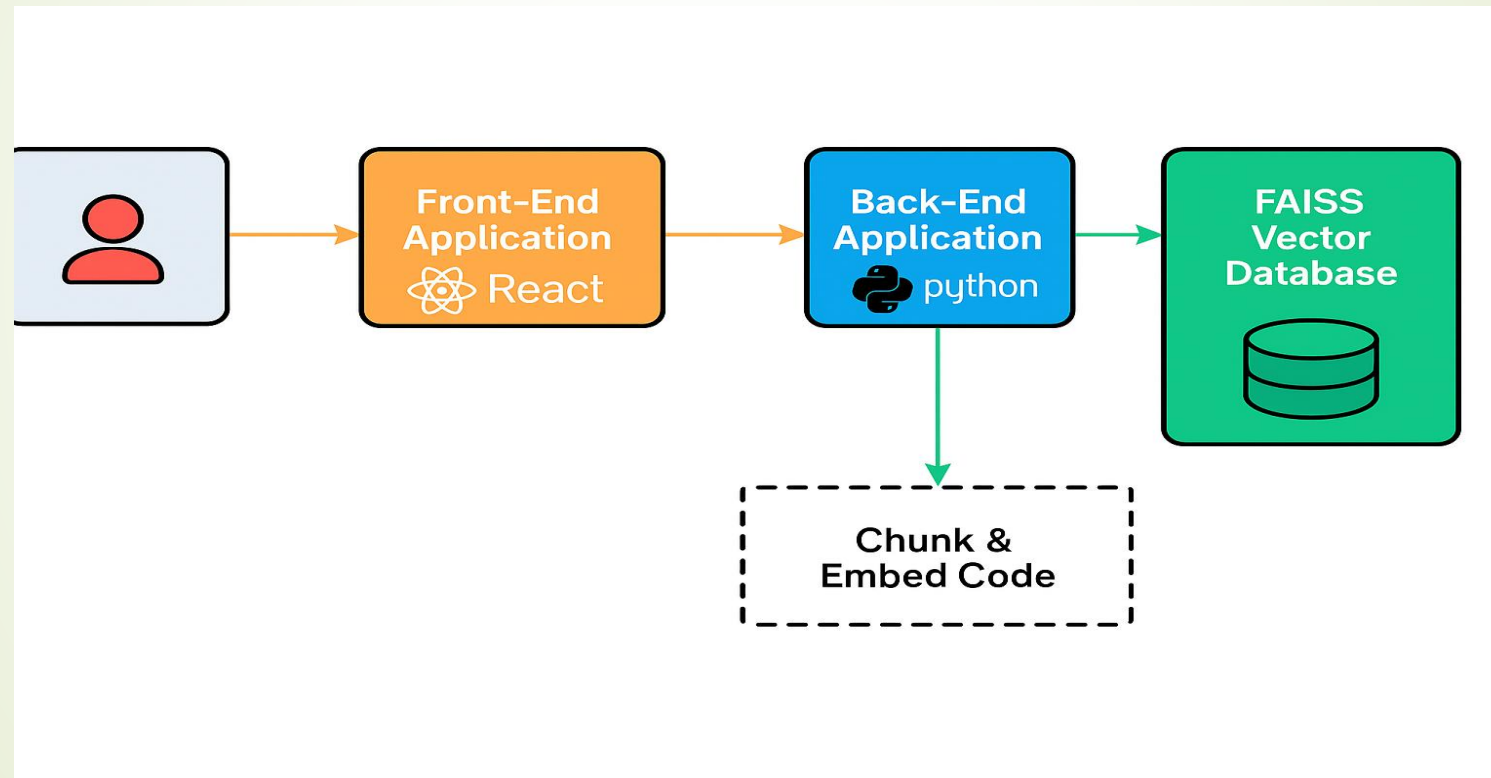 Front-End
Application
React
Back-End
Application
python
FAISS
Vector
Database
Chunk &
Embed Code